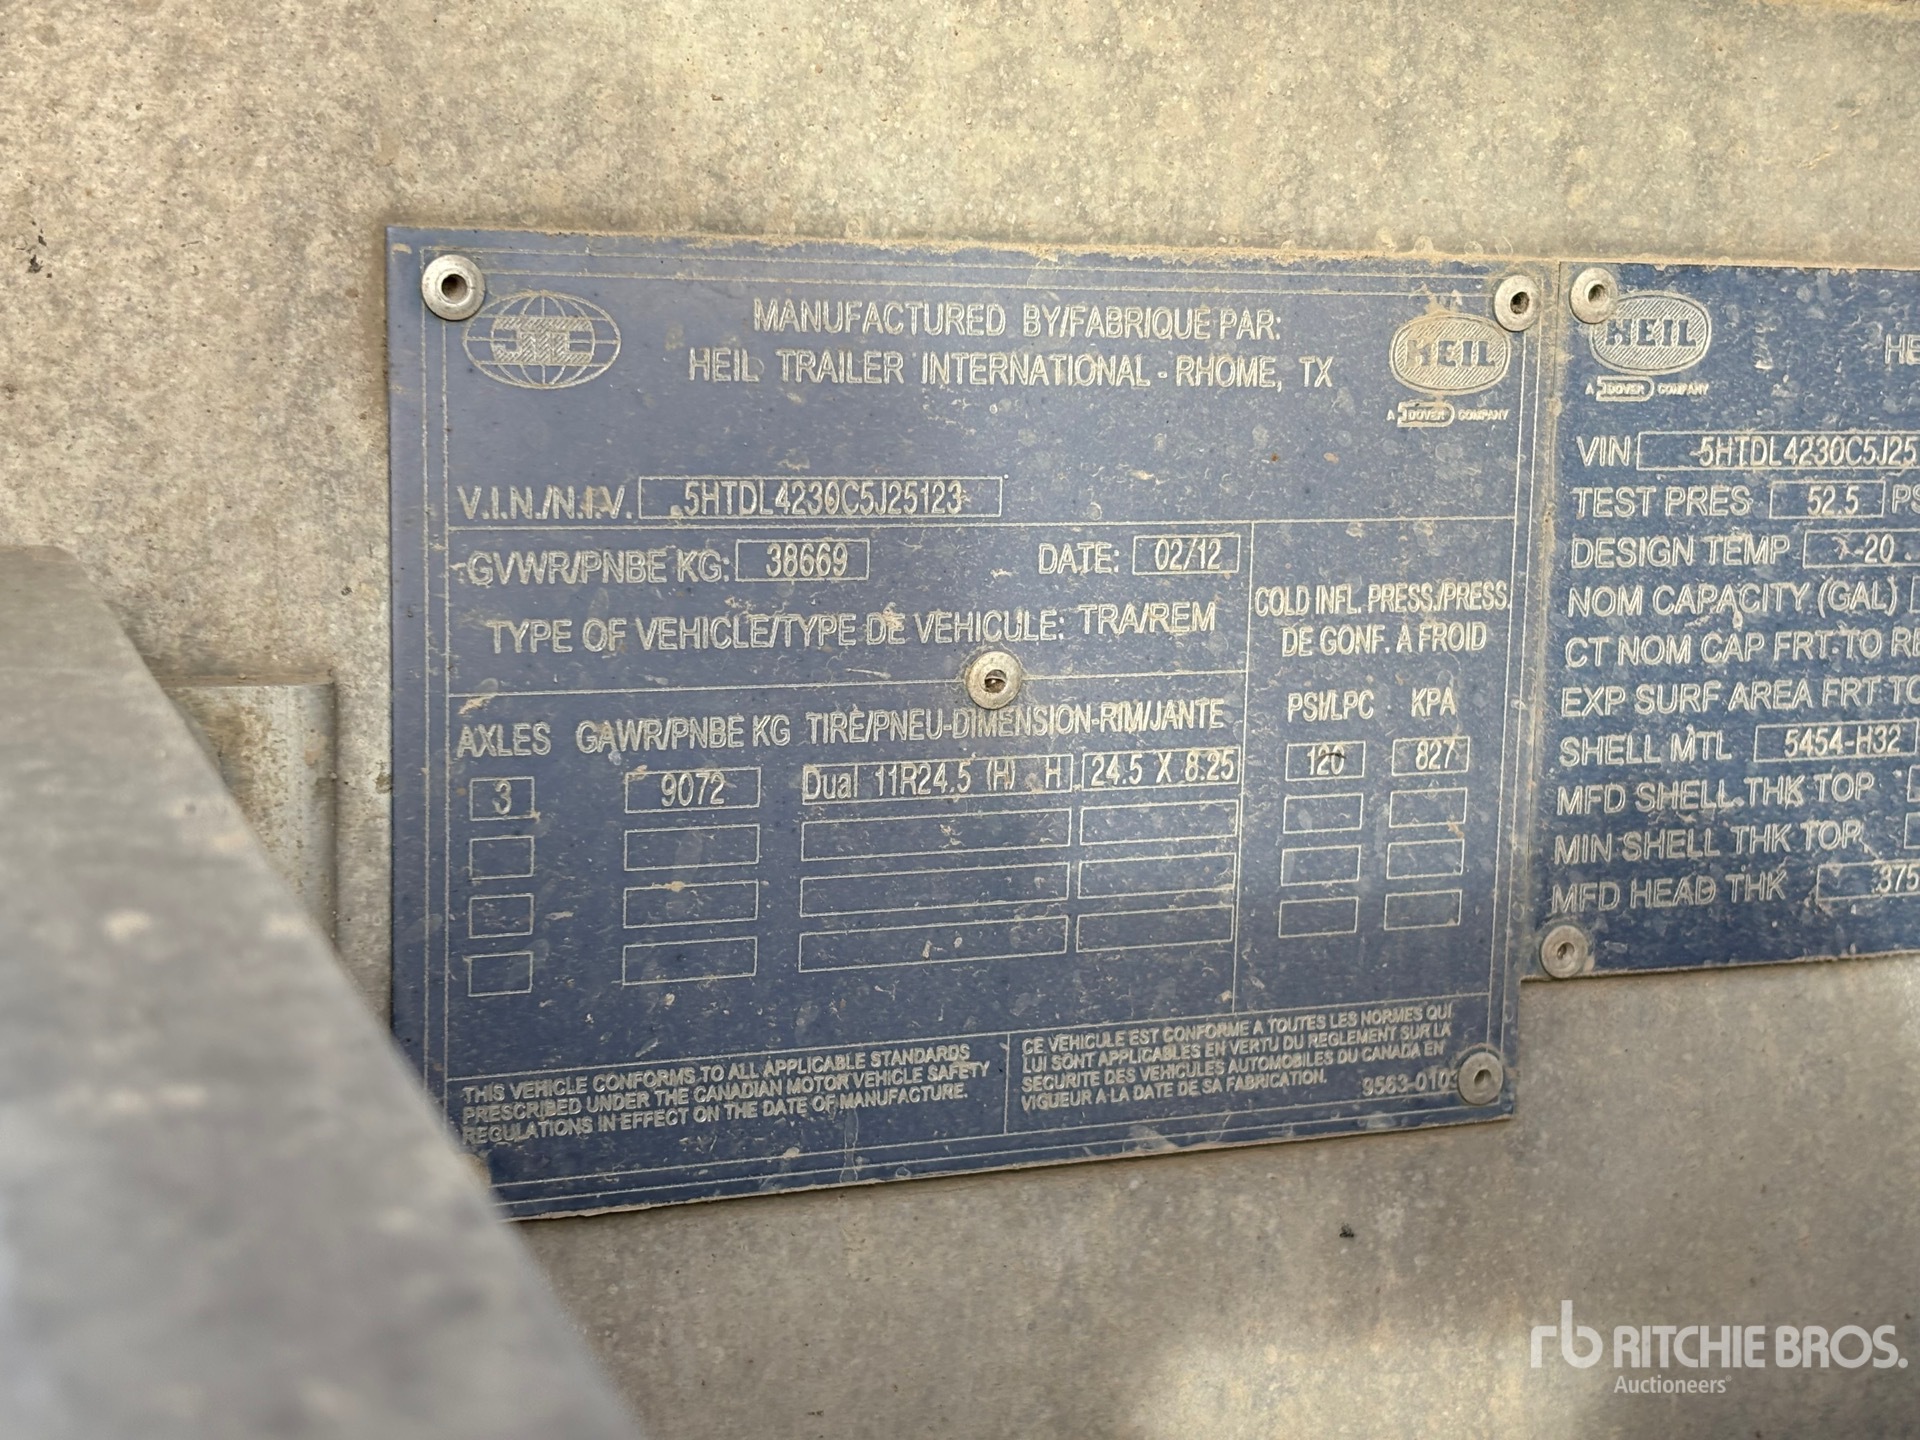 MANUFACTURED BY/FABRIQUE PAR:
HEIL TRAILER INTERNATIONAL - RHOME, TX
HEIL
A DOVER COMPANY
V.I.N./N.I.V. 5HTDL4230C5J25123
GVWR/PNBE KG: 38669 DATE: 02/12
TYPE OF VEHICLE/TYPE DE VEHICULE: TRA/REM
COLD INFL. PRESS./PRESS.
DE GONF. A FROID
AXLES GAWR/PNBE KG TIRE/PNEU-DIMENSION-RIM/JANTE PSI/LPC KPA
3 9072 Dual 11R24.5 (H) H 24.5 X 8.25 120 827
THIS VEHICLE CONFORMS TO ALL APPLICABLE STANDARDS
PRESCRIBED UNDER THE CANADIAN MOTOR VEHICLE SAFETY
REGULATIONS IN EFFECT ON THE DATE OF MANUFACTURE.
CE VEHICULE EST CONFORME A TOUTES LES NORMES QUI
LUI SONT APPLICABLES EN VERTU DU REGLEMENT SUR LA
SECURITE DES VEHICULES AUTOMOBILES DU CANADA EN
VIGUEUR A LA DATE DE SA FABRICATION.
HEIL
A DOVER COMPANY
VIN 5HTDL4230C5J25
TEST PRES 52.5 PS
DESIGN TEMP -20
NOM CAPACITY (GAL)
CT NOM CAP FRT TO RE
EXP SURF AREA FRT TO
SHELL MTL 5454-H32
MFD SHELL THK TOP
MIN SHELL THK TOP
MFD HEAD THK .375
rb RITCHIE BROS.
Auctioneers